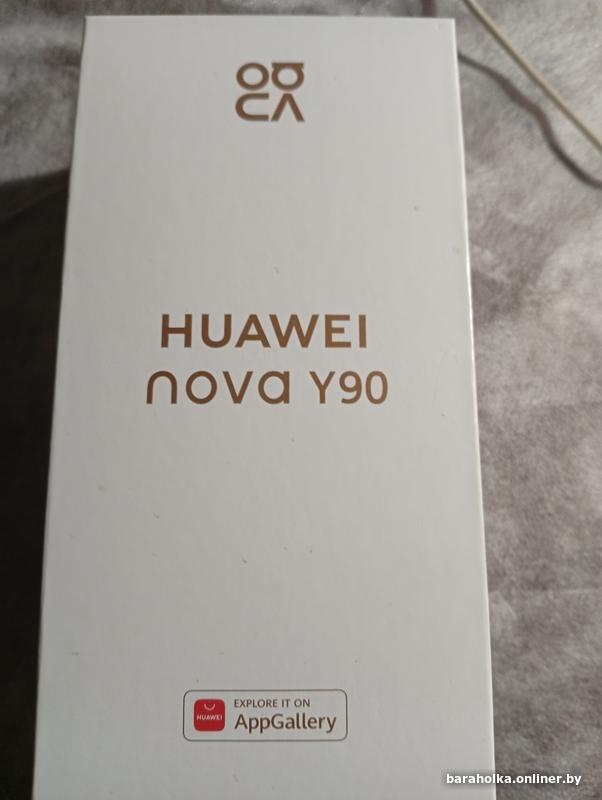 HUAWEI
nova Y90
HUAWEI
EXPLORE IT ON
AppGallery
baraholka.onliner.by